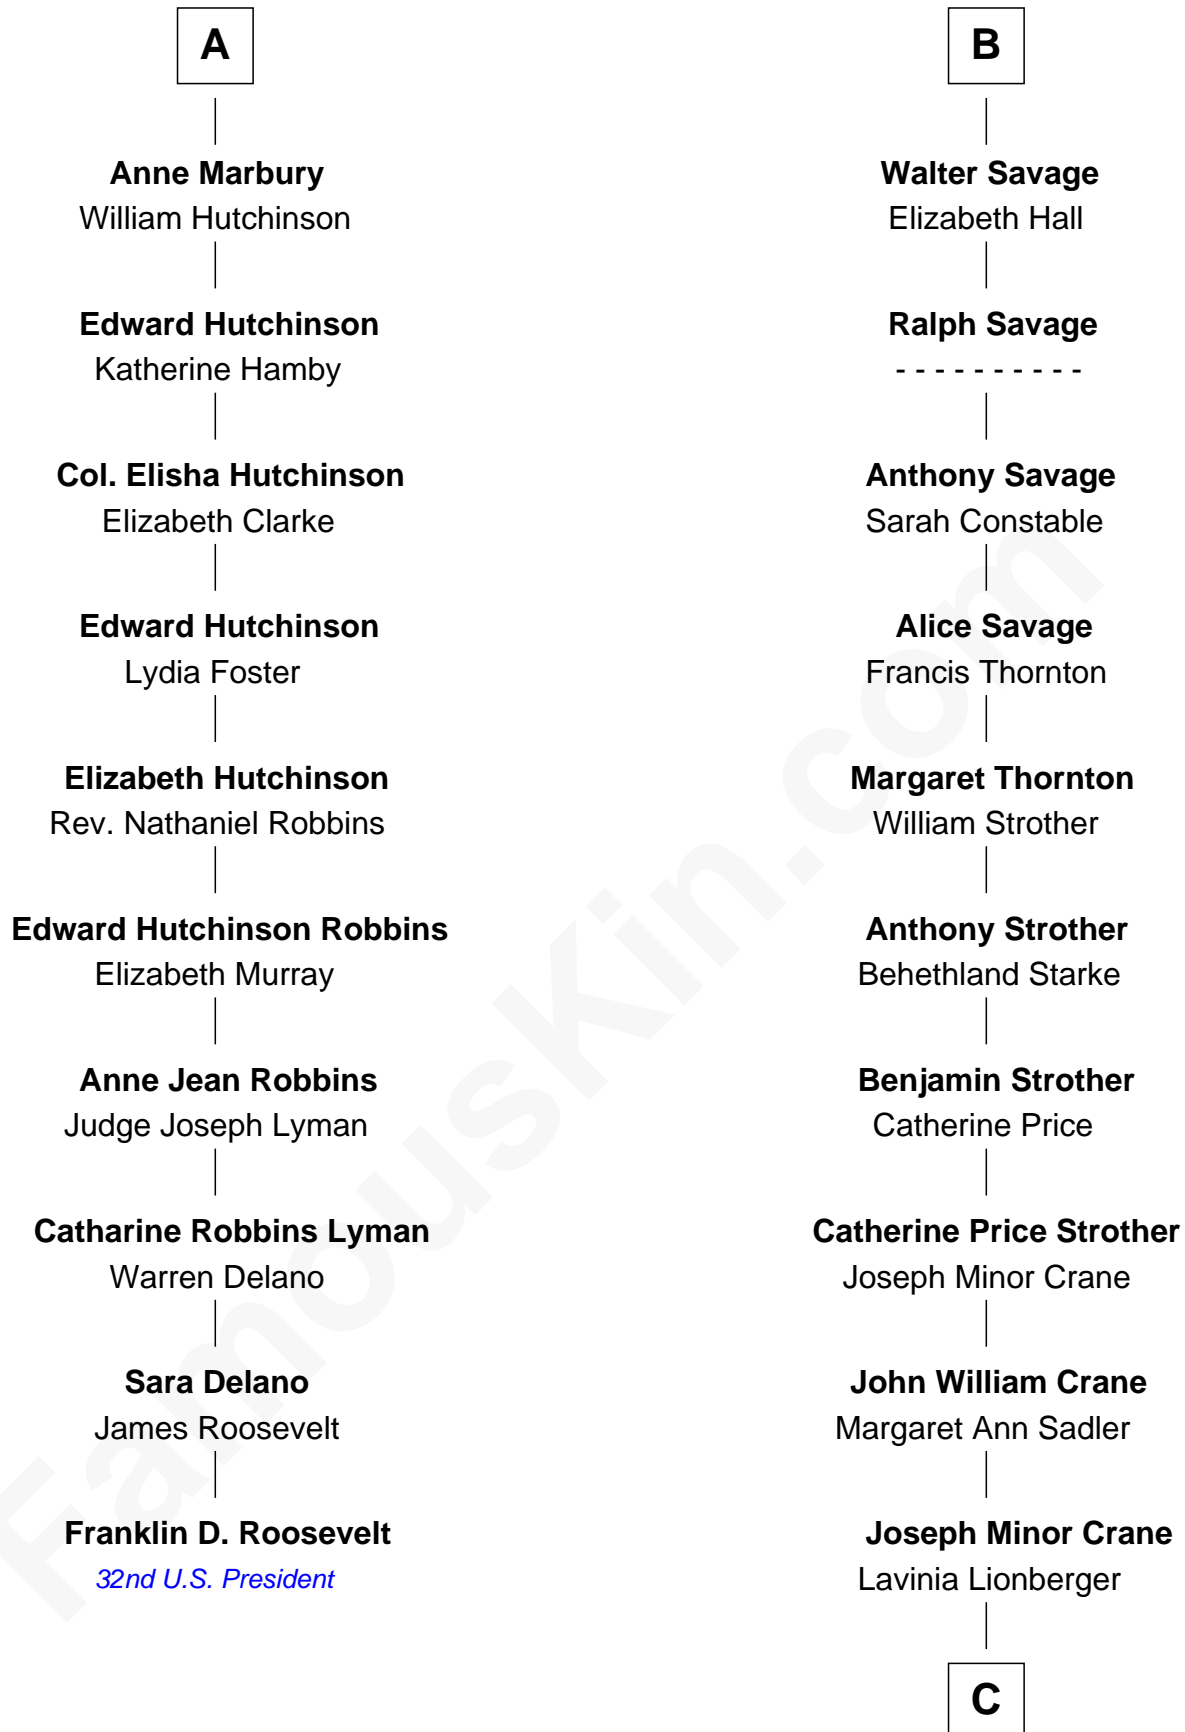 A
Anne Marbury
William Hutchinson
Edward Hutchinson
Katherine Hamby
Col. Elisha Hutchinson
Elizabeth Clarke
Edward Hutchinson
Lydia Foster
Elizabeth Hutchinson
Rev. Nathaniel Robbins
Edward Hutchinson Robbins
Elizabeth Murray
Anne Jean Robbins
Judge Joseph Lyman
Catharine Robbins Lyman
Warren Delano
Sara Delano
James Roosevelt
Franklin D. Roosevelt
32nd U.S. President
B
Walter Savage
Elizabeth Hall
Ralph Savage
- - - - - - - - - -
Anthony Savage
Sarah Constable
Alice Savage
Francis Thornton
Margaret Thornton
William Strother
Anthony Strother
Behethland Starke
Benjamin Strother
Catherine Price
Catherine Price Strother
Joseph Minor Crane
John William Crane
Margaret Ann Sadler
Joseph Minor Crane
Lavinia Lionberger
C
FamousKin.com